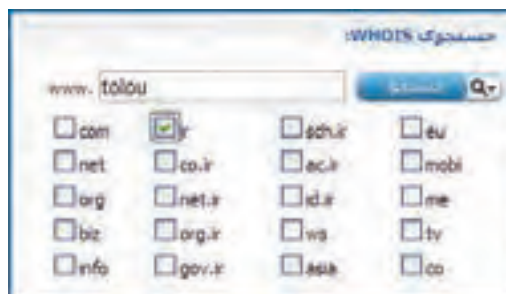 جستجوی WHOIS:
www. tolou جستجو
com ir sch.ir eu
net co.ir ac.ir mobi
org net.ir id.ir me
biz org.ir ws tv
info gov.ir asia co